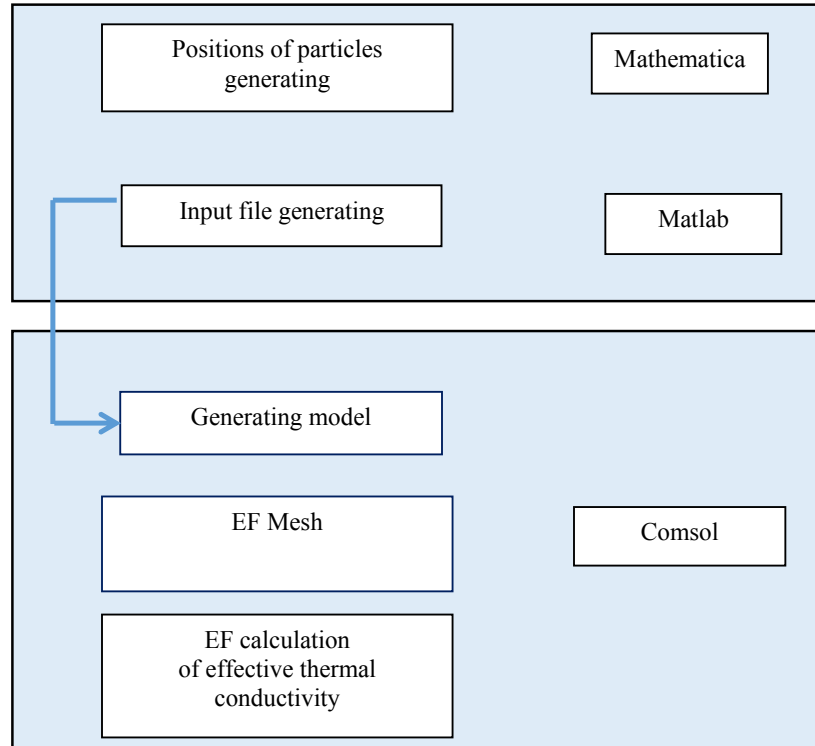 Positions of particles
generating
Mathematica
Input file generating
Matlab
Generating model
EF Mesh
Comsol
EF calculation
of effective thermal
conductivity